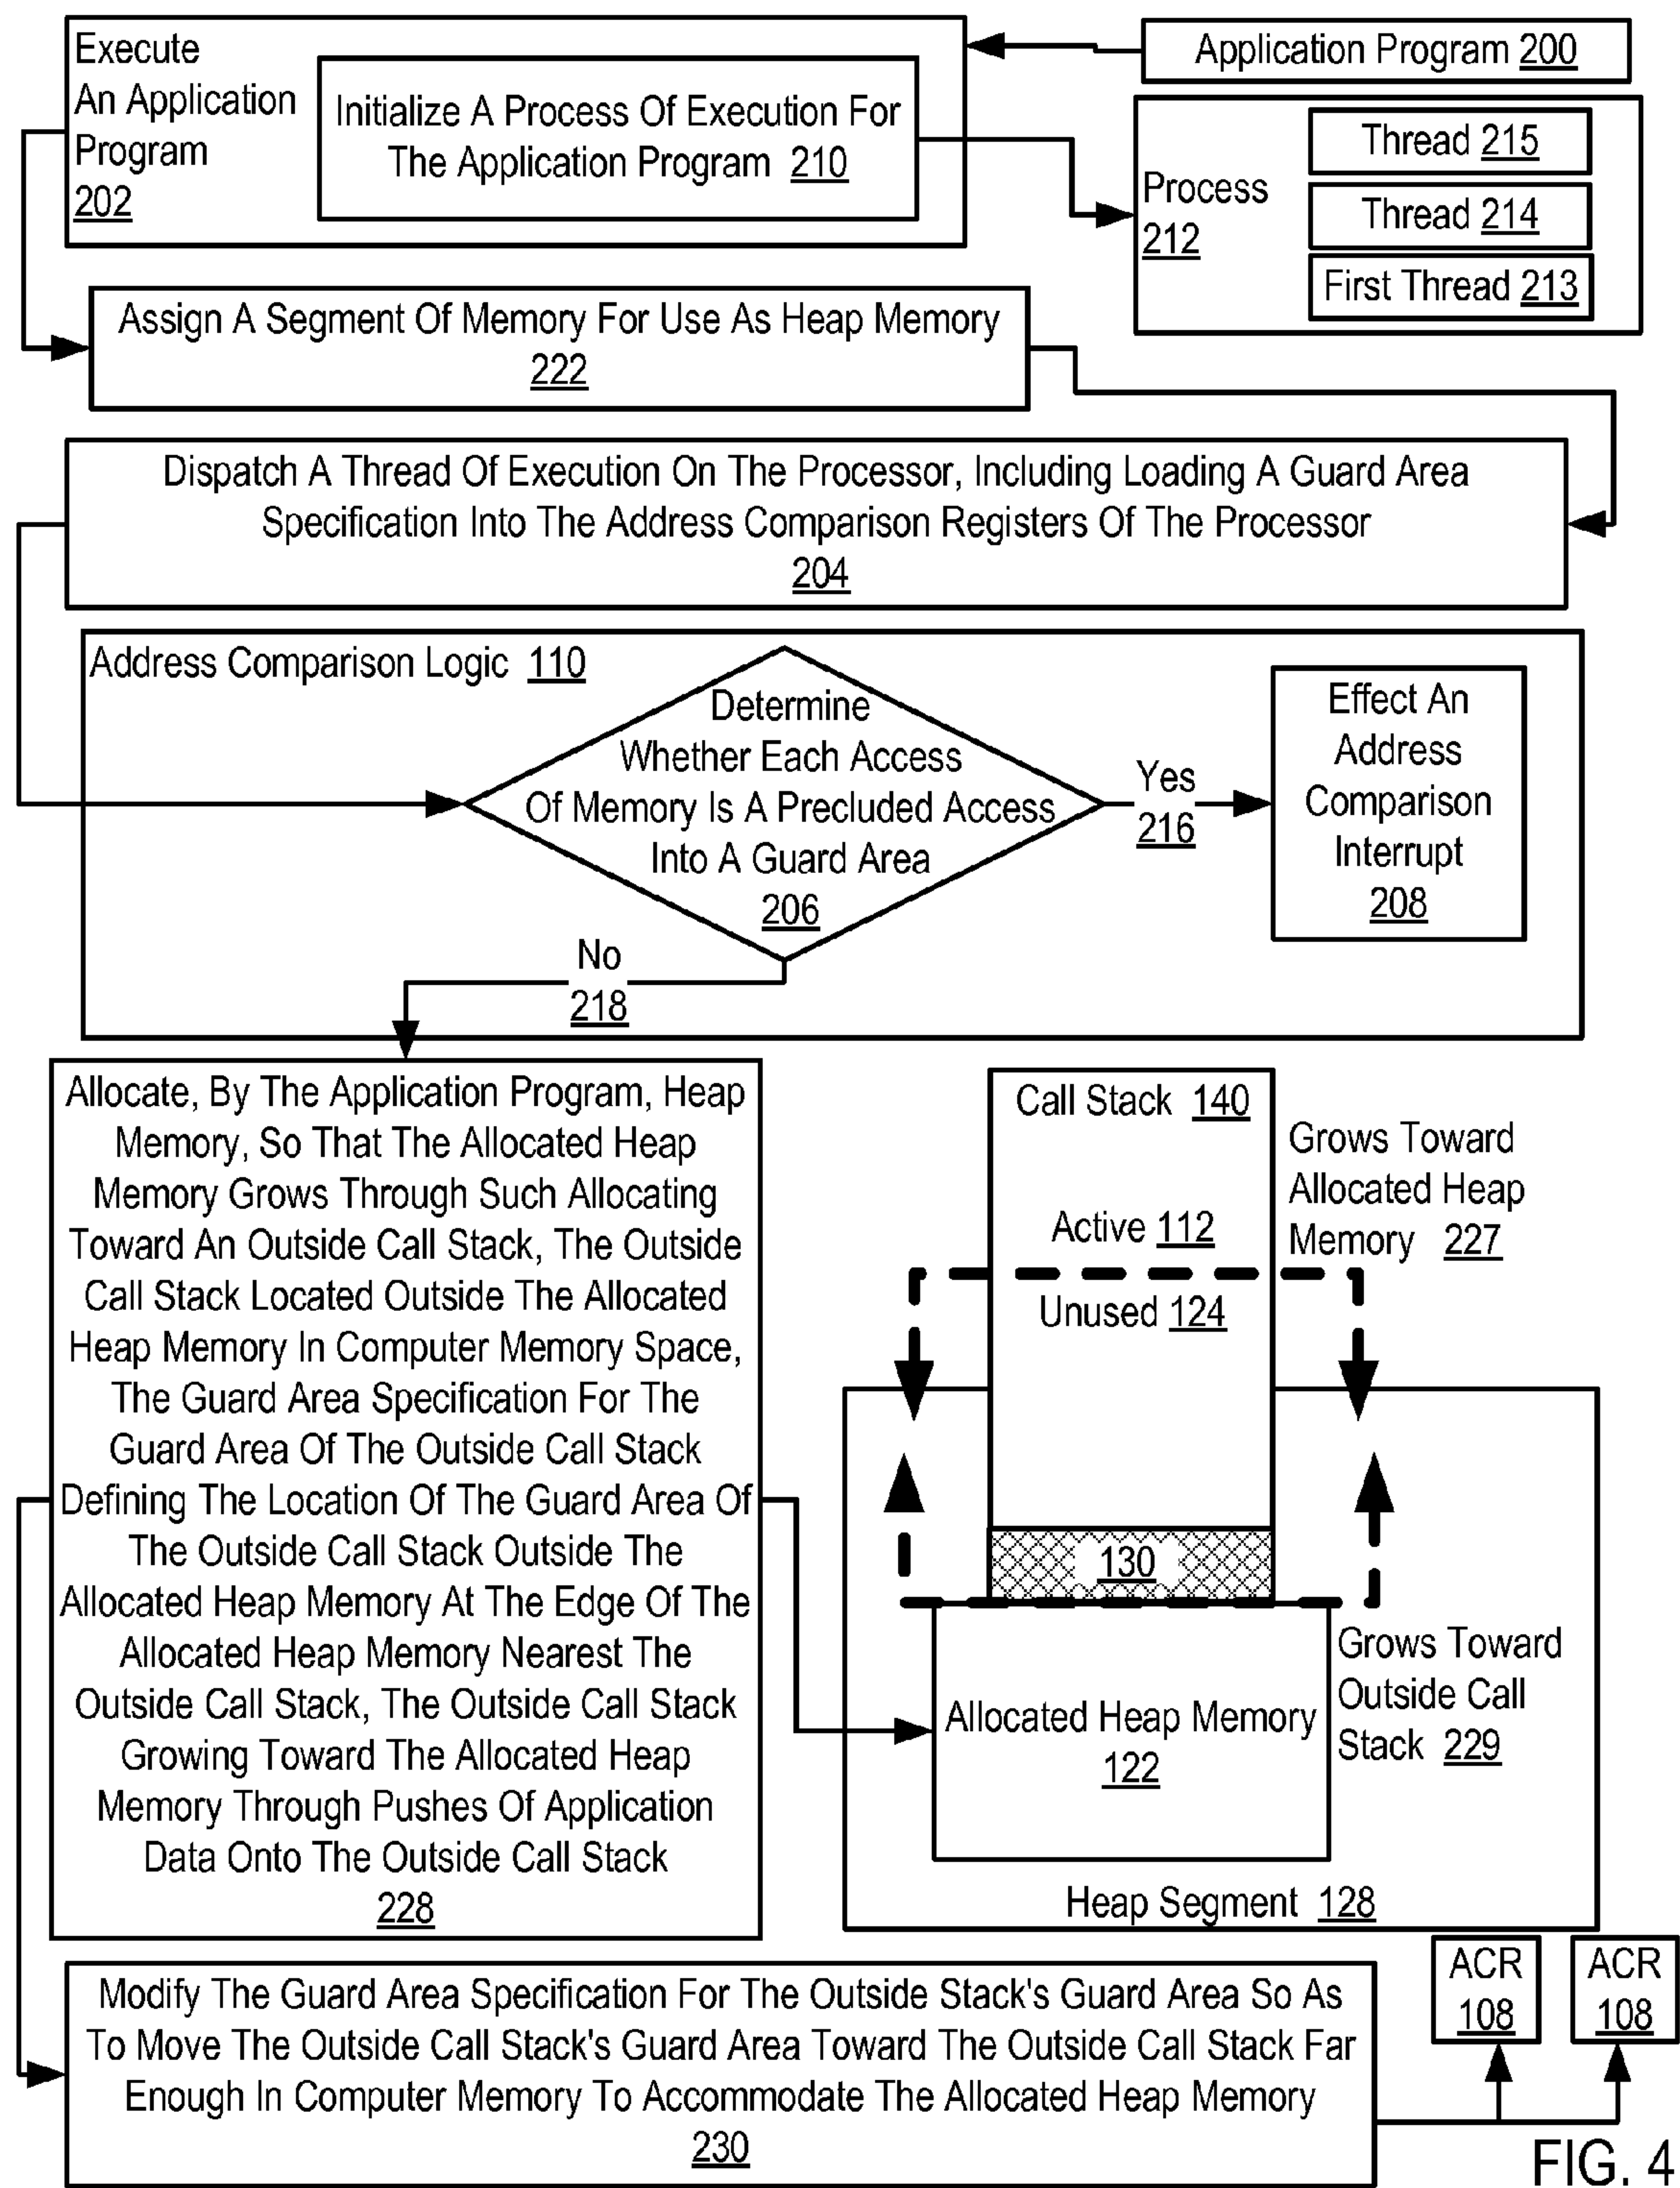 Execute
An Application
Program
202
Initialize A Process Of Execution For
The Application Program 210
Application Program 200
Process
212
Thread 215
Thread 214
First Thread 213
Assign A Segment Of Memory For Use As Heap Memory
222
Dispatch A Thread Of Execution On The Processor, Including Loading A Guard Area
Specification Into The Address Comparison Registers Of The Processor
204
Address Comparison Logic 110
Determine
Whether Each Access
Of Memory Is A Precluded Access
Into A Guard Area
206
Yes
216
Effect An
Address
Comparison
Interrupt
208
No
218
Allocate, By The Application Program, Heap
Memory, So That The Allocated Heap
Memory Grows Through Such Allocating
Toward An Outside Call Stack, The Outside
Call Stack Located Outside The Allocated
Heap Memory In Computer Memory Space,
The Guard Area Specification For The
Guard Area Of The Outside Call Stack
Defining The Location Of The Guard Area Of
The Outside Call Stack Outside The
Allocated Heap Memory At The Edge Of The
Allocated Heap Memory Nearest The
Outside Call Stack, The Outside Call Stack
Growing Toward The Allocated Heap
Memory Through Pushes Of Application
Data Onto The Outside Call Stack
228
Call Stack 140
Active 112
Unused 124
Grows Toward
Allocated Heap
Memory 227
130
Allocated Heap Memory
122
Grows Toward
Outside Call
Stack 229
Heap Segment 128
ACR
108
ACR
108
Modify The Guard Area Specification For The Outside Stack's Guard Area So As
To Move The Outside Call Stack's Guard Area Toward The Outside Call Stack Far
Enough In Computer Memory To Accommodate The Allocated Heap Memory
230
FIG. 4